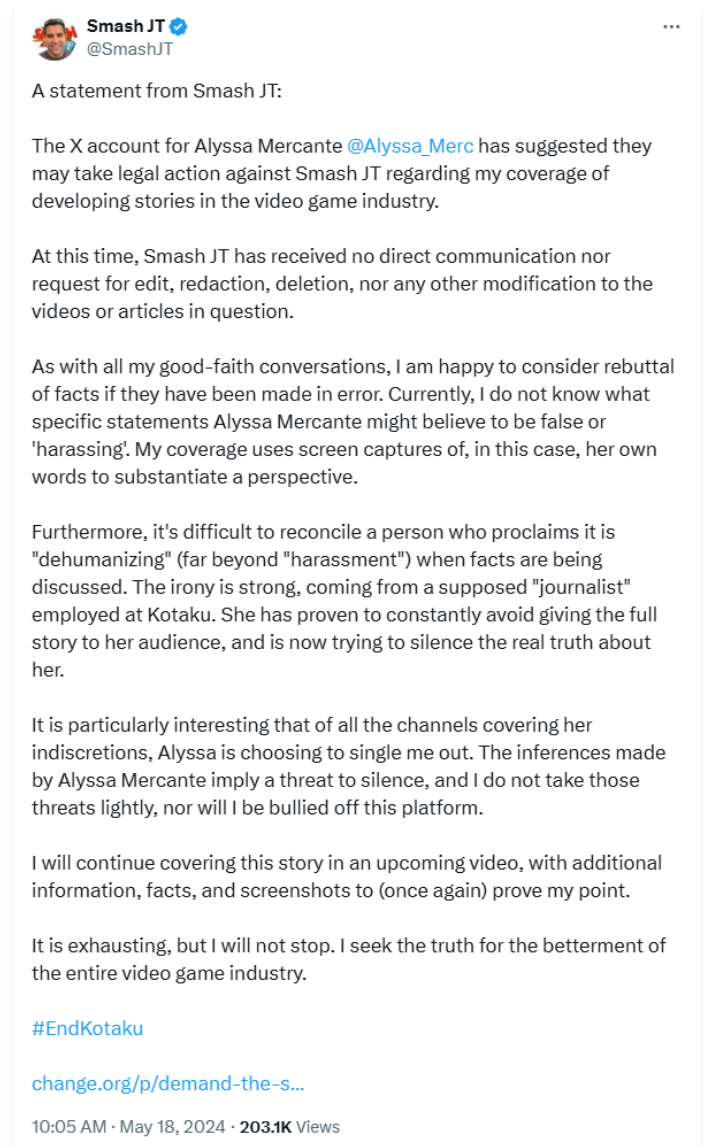 Smash JT
@SmashJT
A statement from Smash JT:
The X account for Alyssa Mercante @Alyssa_Merc has suggested they
may take legal action against Smash JT regarding my coverage of
developing stories in the video game industry.
At this time, Smash JT has received no direct communication nor
request for edit, redaction, deletion, nor any other modification to the
videos or articles in question.
As with all my good-faith conversations, I am happy to consider rebuttal
of facts if they have been made in error. Currently, I do not know what
specific statements Alyssa Mercante might believe to be false or
'harassing'. My coverage uses screen captures of, in this case, her own
words to substantiate a perspective.
Furthermore, it's difficult to reconcile a person who proclaims it is
"dehumanizing" (far beyond "harassment") when facts are being
discussed. The irony is strong, coming from a supposed "journalist"
employed at Kotaku. She has proven to constantly avoid giving the full
story to her audience, and is now trying to silence the real truth about
her.
It is particularly interesting that of all the channels covering her
indiscretions, Alyssa is choosing to single me out. The inferences made
by Alyssa Mercante imply a threat to silence, and I do not take those
threats lightly, nor will I be bullied off this platform.
I will continue covering this story in an upcoming video, with additional
information, facts, and screenshots to (once again) prove my point.
It is exhausting, but I will not stop. I seek the truth for the betterment of
the entire video game industry.
#EndKotaku
change.org/p/demand-the-s...
10:05 AM · May 18, 2024 · 203.1K Views